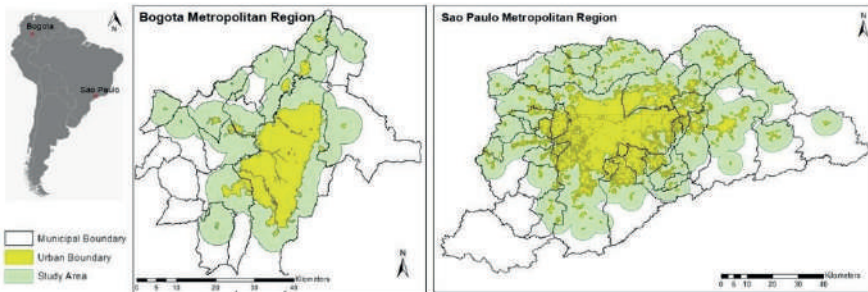 Bogota
N
Sao Paulo
Municipal Boundary
Urban Boundary
Study Area
Bogota Metropolitan Region
N
Kilometers
0 5 10 20 30 40
Sao Paulo Metropolitan Region
N
Kilometers
0 5 10 20 30 40